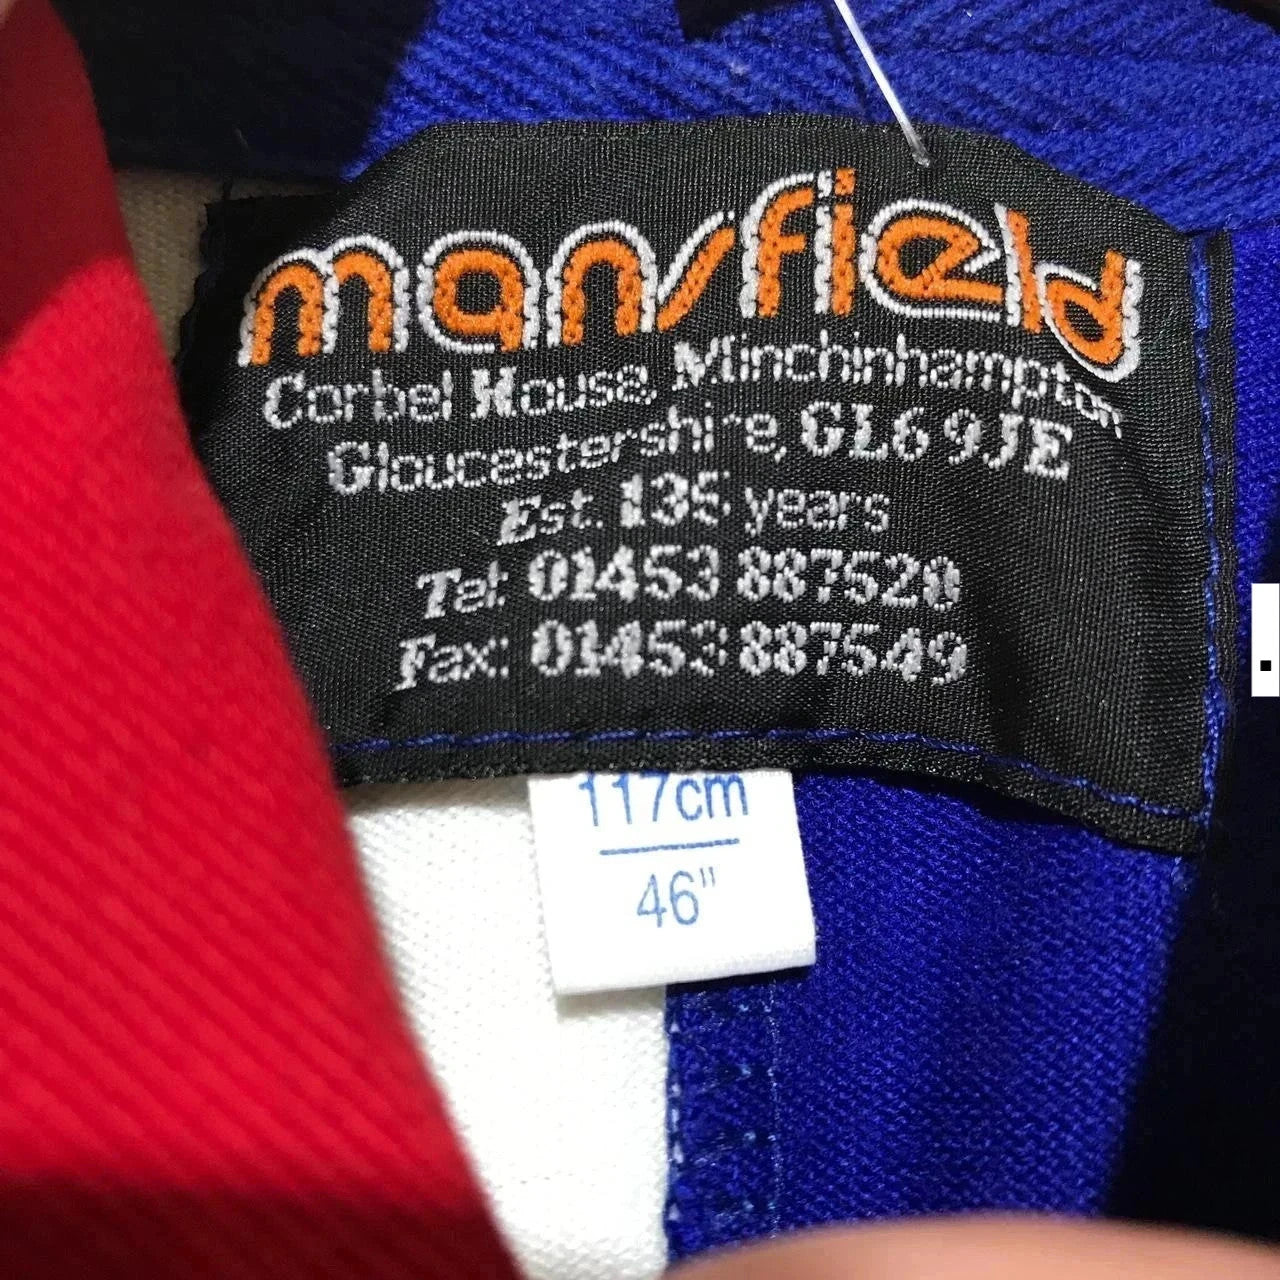 mansfield
Corbel House, Minchinhampton
Gloucestershire, GL6 9JE
Est. 135 years
Tel: 01453 887520
Fax: 01453 887549
117cm
46"
.